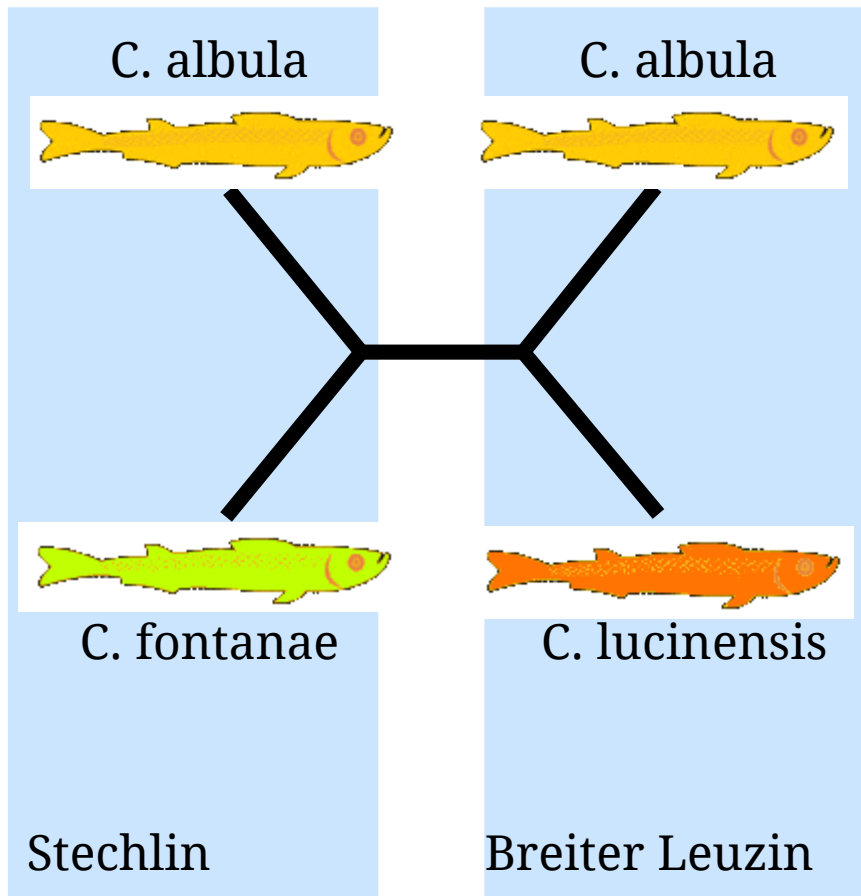 C. albula
C. albula
C. fontanae
C. lucinensis
Stechlin
Breiter Leuzin